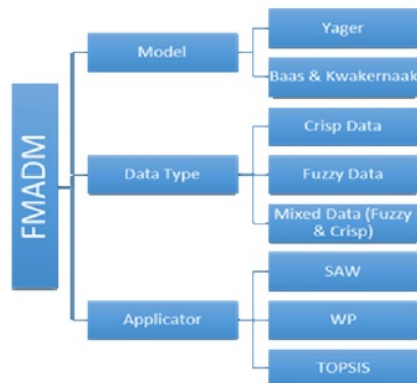 FMADM
Model
Yager
Baas & Kwakernaak
Data Type
Crisp Data
Fuzzy Data
Mixed Data (Fuzzy
& Crisp)
Applicator
SAW
WP
TOPSIS